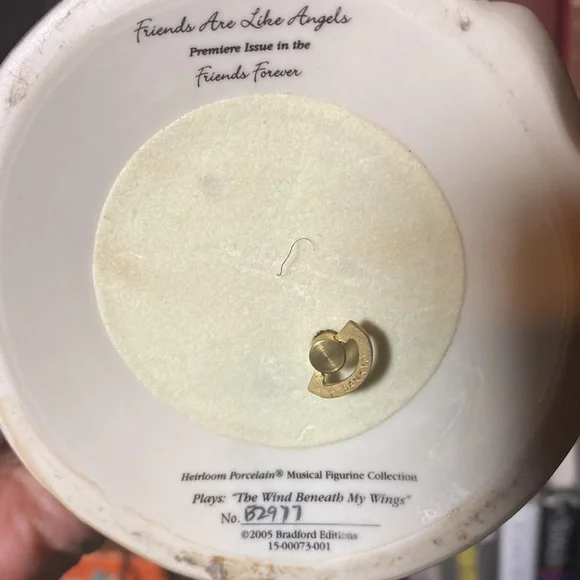 Friends Are Like Angels
Premiere Issue in the
Friends Forever
Heirloom Porcelain® Musical Figurine Collection
Plays: "The Wind Beneath My Wings"
No. B2977
©2005 Bradford Editions
15-00073-001